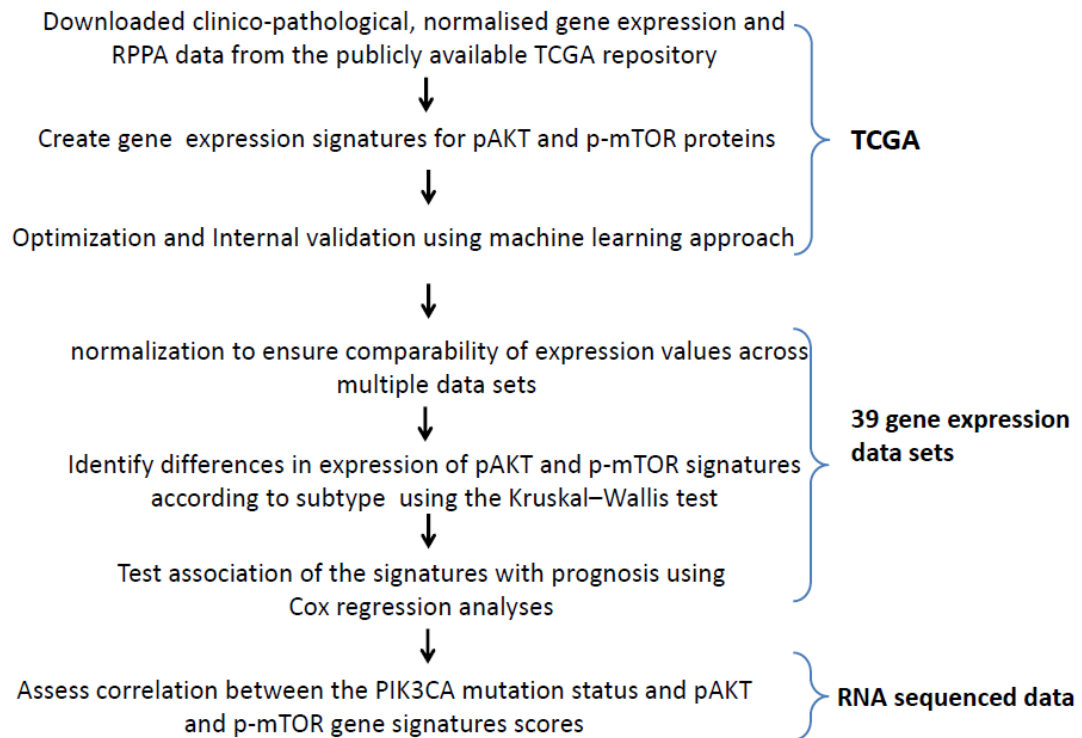 Downloaded clinico-pathological, normalised gene expression and
RPPA data from the publicly available TCGA repository
Create gene expression signatures for pAKT and p-mTOR proteins
TCGA
Optimization and Internal validation using machine learning approach
normalization to ensure comparability of expression values across
multiple data sets
39 gene expression
data sets
Identify differences in expression of pAKT and p-mTOR signatures
according to subtype using the Kruskal–Wallis test
Test association of the signatures with prognosis using
Cox regression analyses
Assess correlation between the PIK3CA mutation status and pAKT
and p-mTOR gene signatures scores
RNA sequenced data